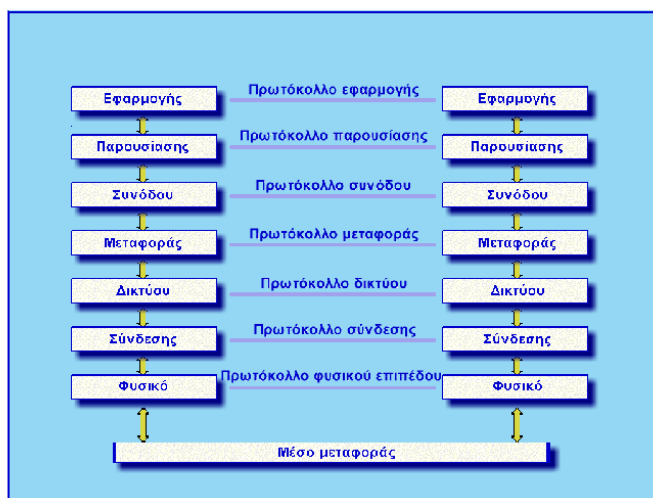 Εφαρμογής Πρωτόκολλο εφαρμογής Εφαρμογής
Παρουσίασης Πρωτόκολλο παρουσίασης Παρουσίασης
Συνόδου Πρωτόκολλο συνόδου Συνόδου
Μεταφοράς Πρωτόκολλο μεταφοράς Μεταφοράς
Δικτύου Πρωτόκολλο δικτύου Δικτύου
Σύνδεσης Πρωτόκολλο σύνδεσης Σύνδεσης
Φυσικό Πρωτόκολλο φυσικού επιπέδου Φυσικό
Μέσο μεταφοράς